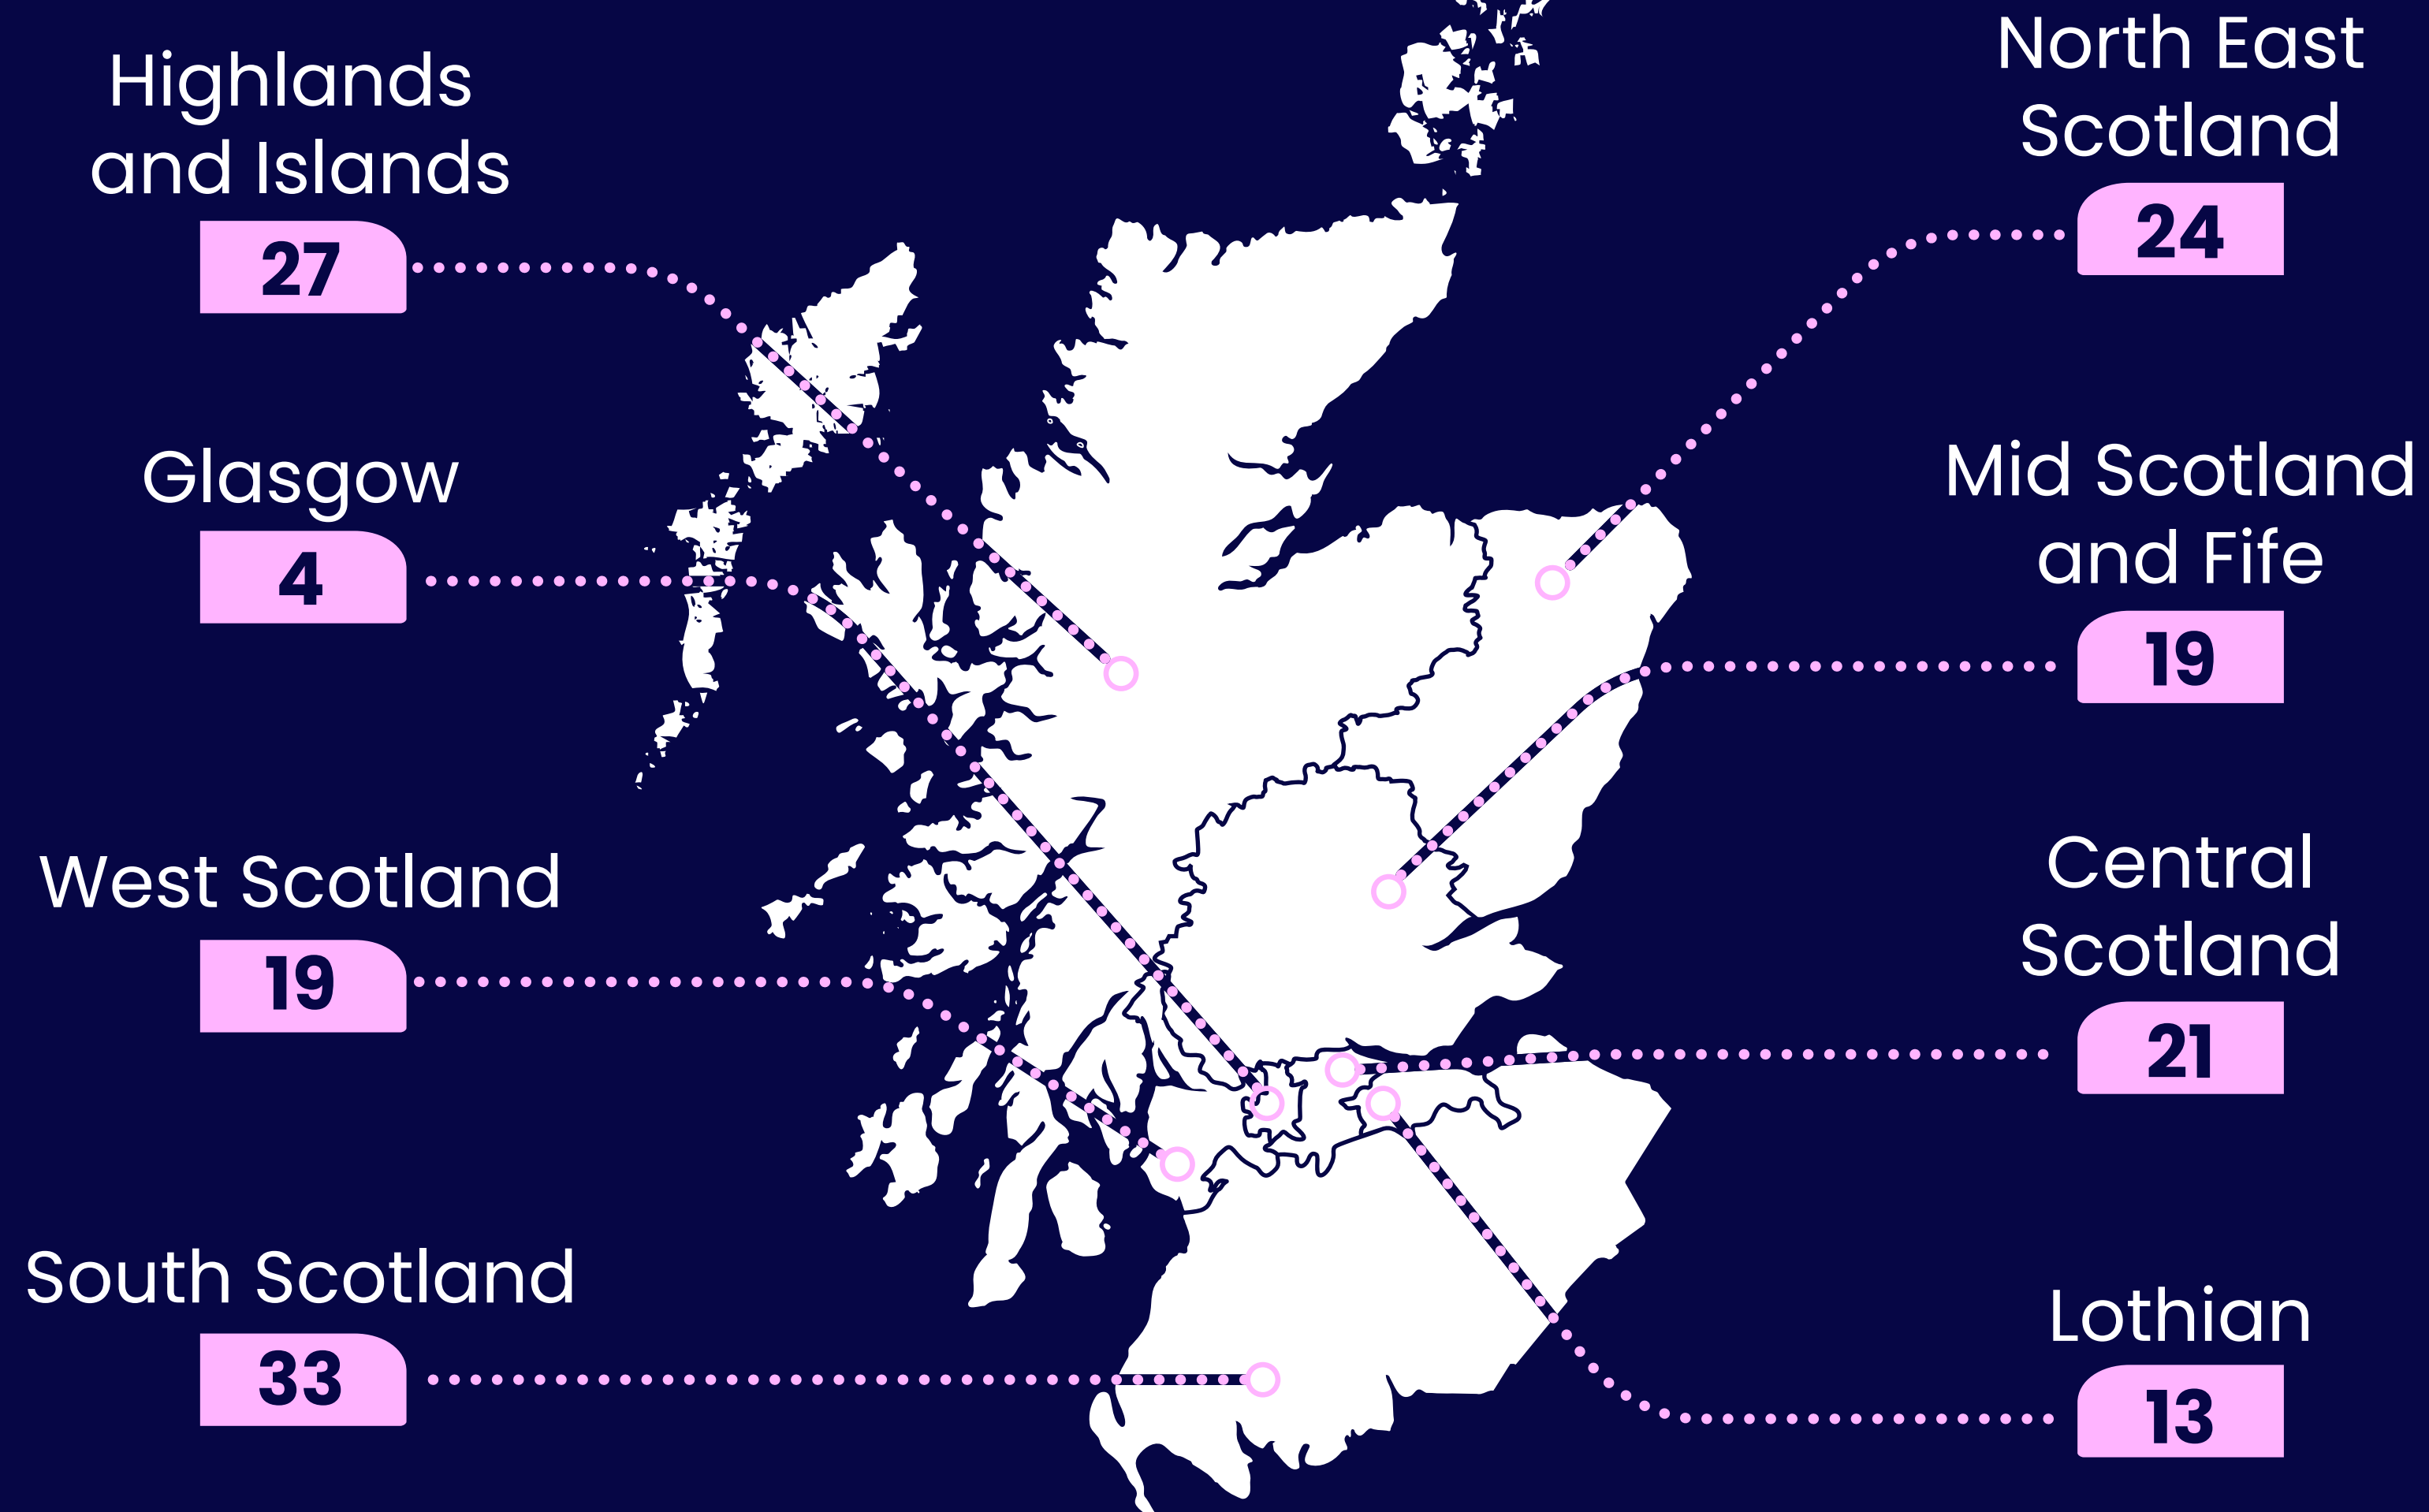 Highlands
and Islands
27
Glasgow
4
West Scotland
19
South Scotland
33
North East
Scotland
24
Mid Scotland
and Fife
19
Central
Scotland
21
Lothian
13